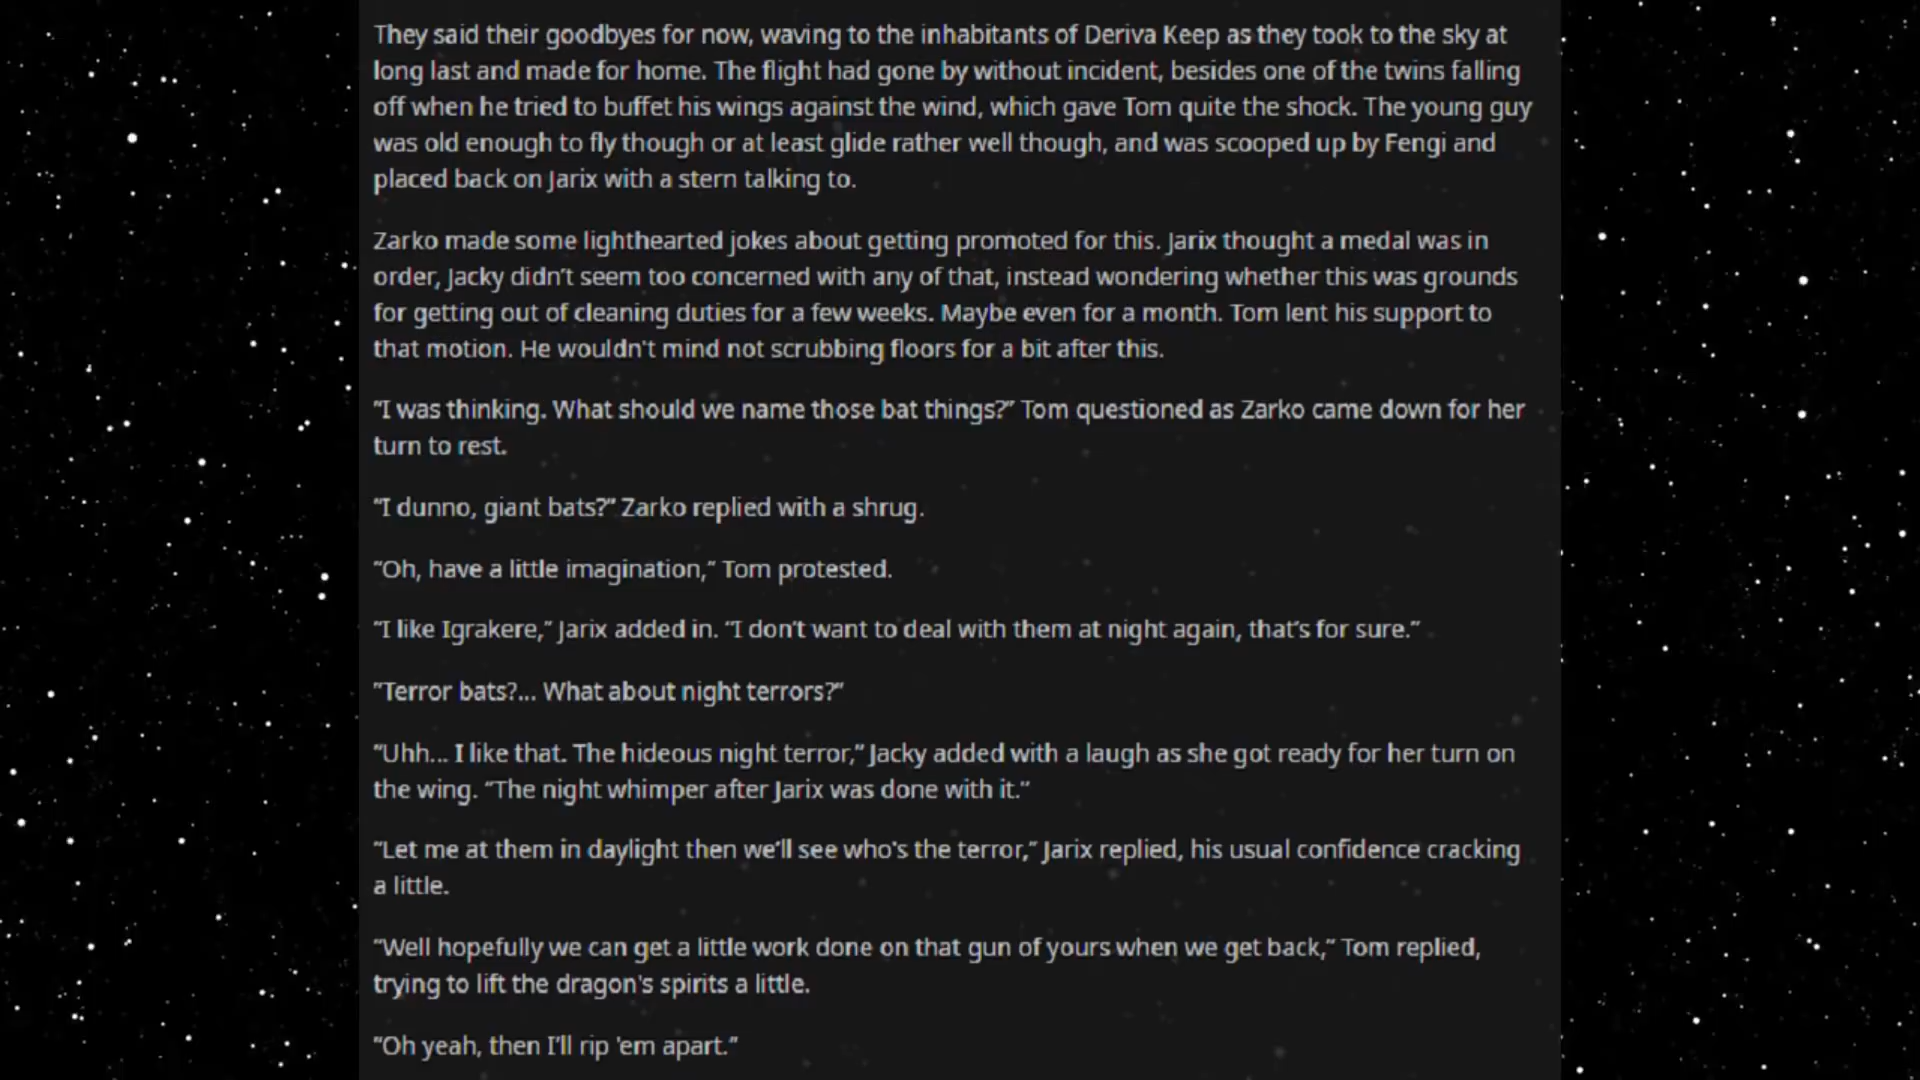 They said their goodbyes for now, waving to the inhabitants of Deriva Keep as they took to the sky at
long last and made for home. The flight had gone by without incident, besides one of the twins falling
off when he tried to buffet his wings against the wind, which gave Tom quite the shock. The young guy
was old enough to fly though or at least glide rather well though, and was scooped up by Fengi and
placed back on Jarix with a stern talking to.
Zarko made some lighthearted jokes about getting promoted for this. Jarix thought a medal was in
order, Jacky didn't seem too concerned with any of that, instead wondering whether this was grounds
for getting out of cleaning duties for a few weeks. Maybe even for a month. Tom lent his support to
that motion. He wouldn't mind not scrubbing floors for a bit after this.
“I was thinking. What should we name those bat things?” Tom questioned as Zarko came down for her
turn to rest.
“I dunno, giant bats?” Zarko replied with a shrug.
“Oh, have a little imagination,” Tom protested.
“I like Igrakere,” Jarix added in. “I don’t want to deal with them at night again, that’s for sure.”
“Terror bats?... What about night terrors?”
“Uhh... I like that. The hideous night terror,” Jacky added with a laugh as she got ready for her turn on
the wing. “The night whimper after Jarix was done with it.”
“Let me at them in daylight then we’ll see who’s the terror,” Jarix replied, his usual confidence cracking
a little.
“Well hopefully we can get a little work done on that gun of yours when we get back,” Tom replied,
trying to lift the dragon's spirits a little.
“Oh yeah, then I’ll rip 'em apart.”